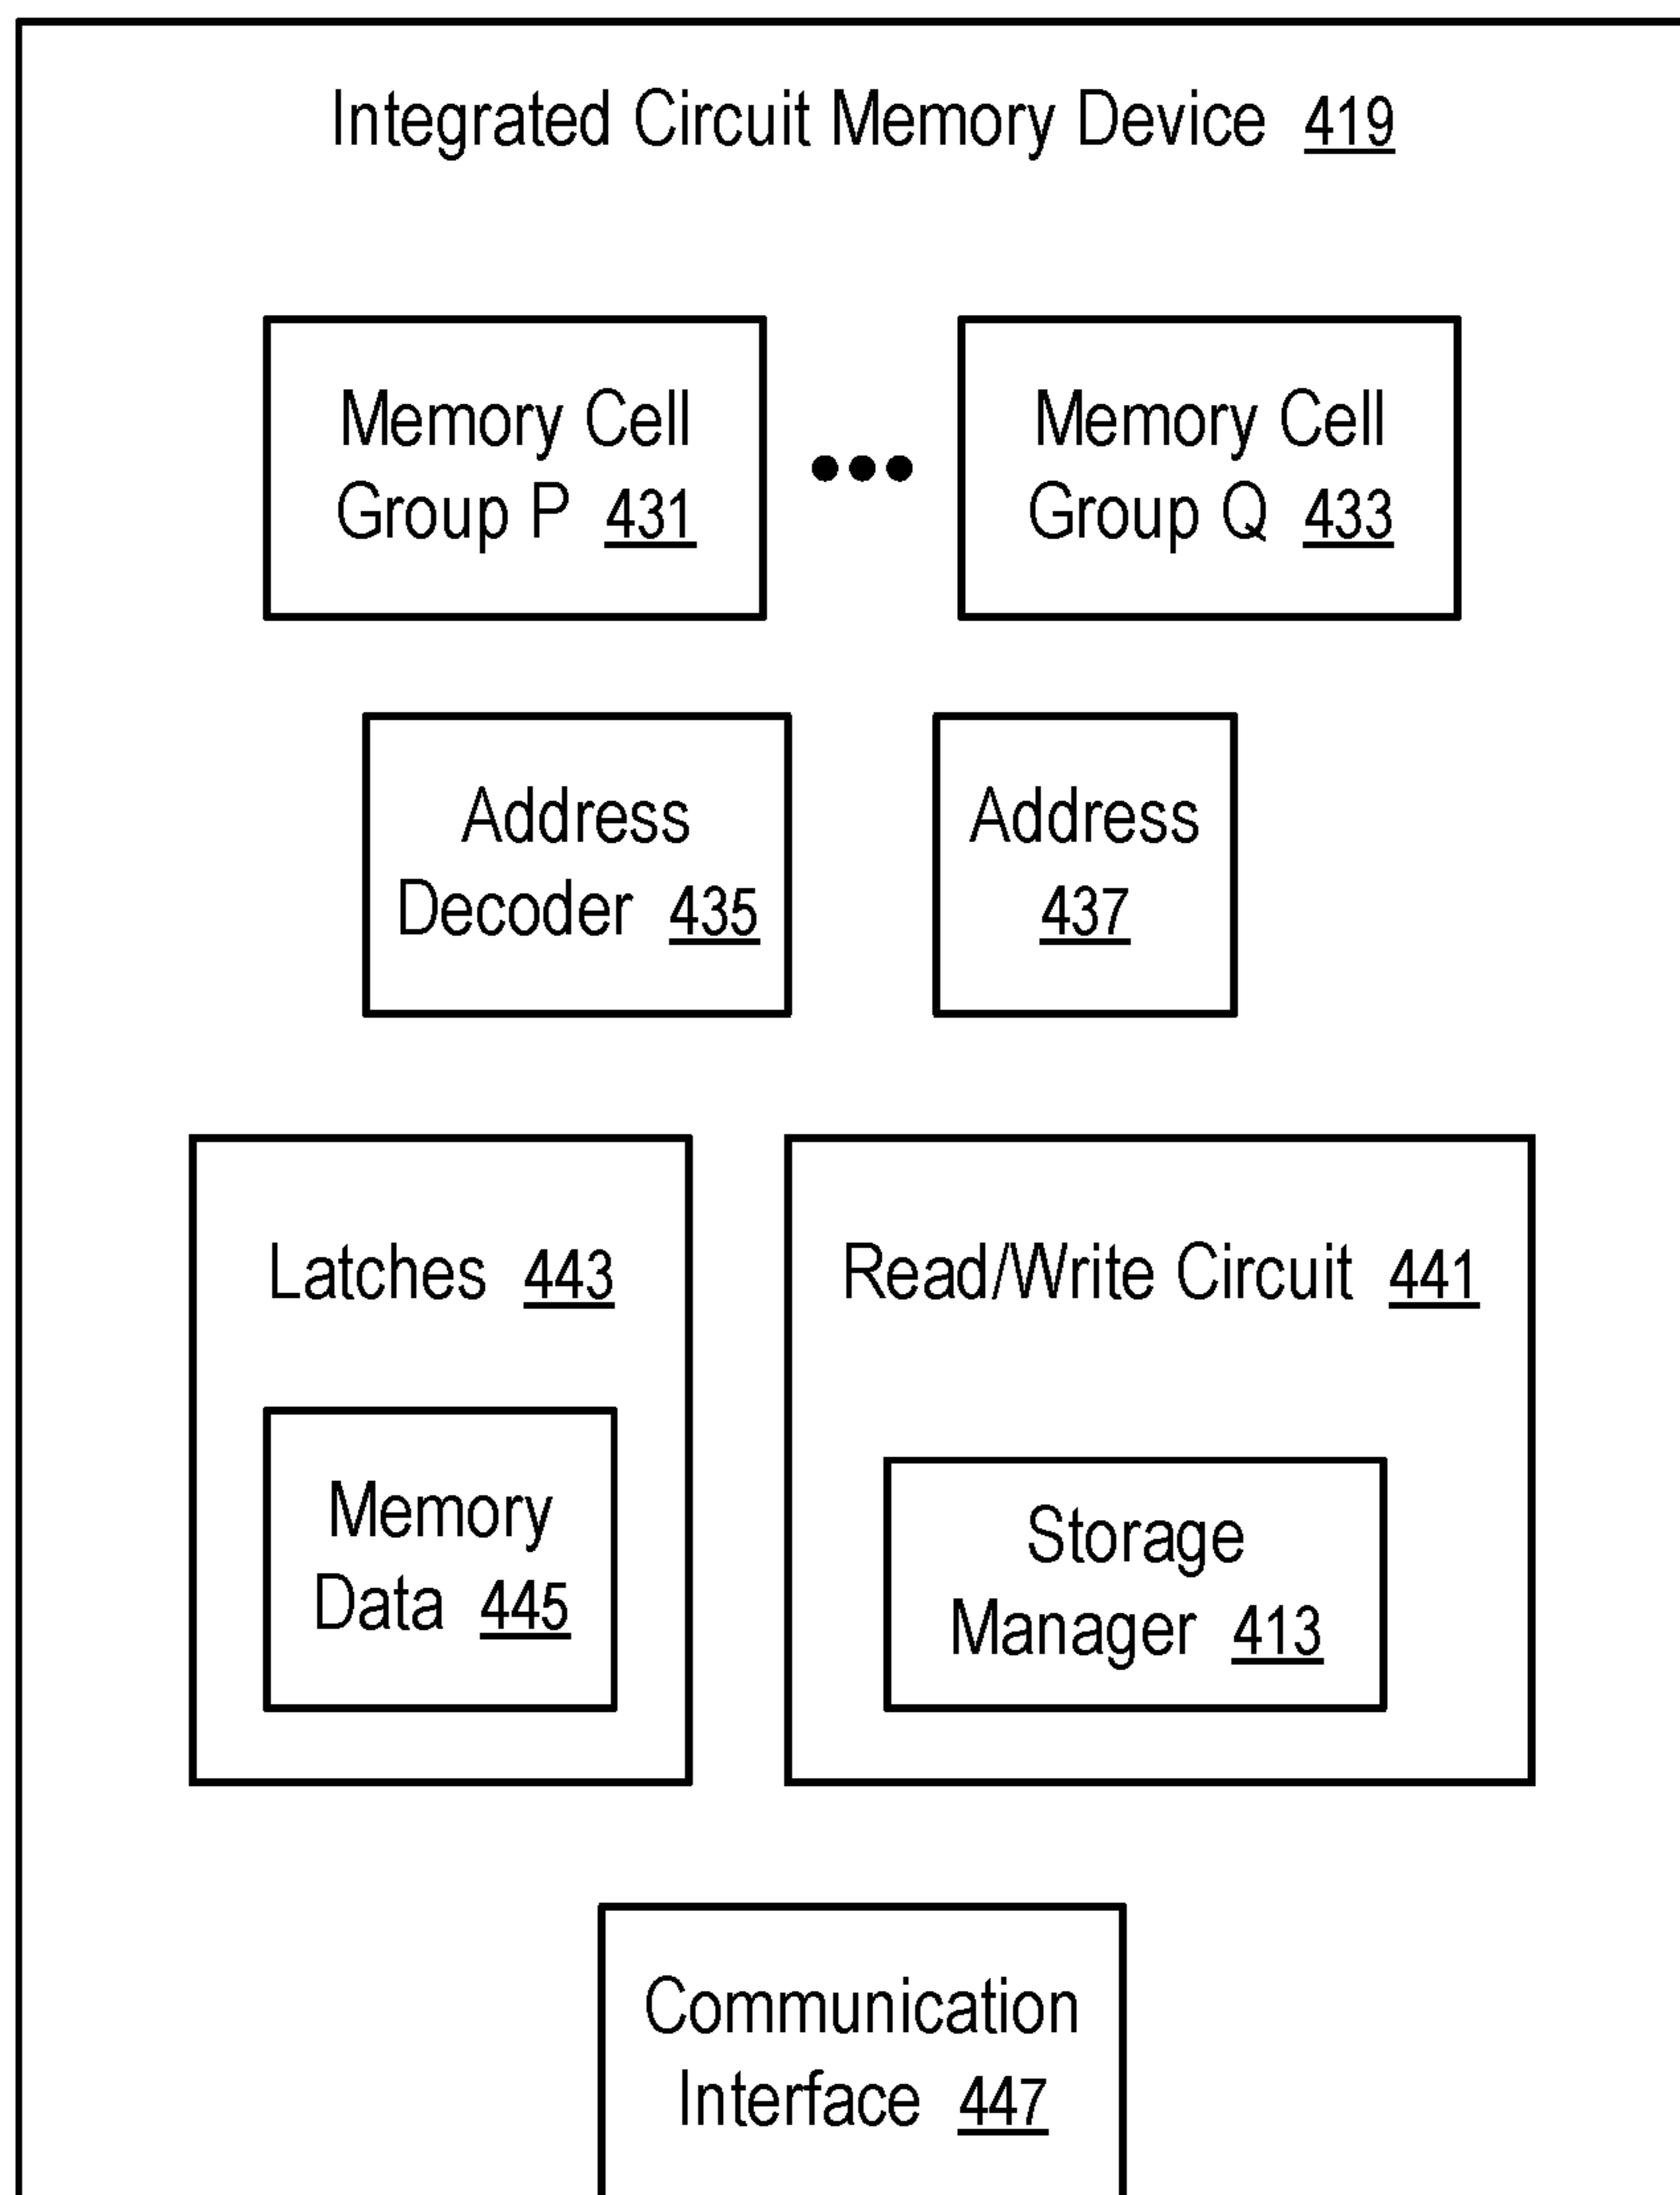 Integrated Circuit Memory Device 419
Memory Cell
Group P 431
•••
Memory Cell
Group Q 433
Address
Decoder 435
Address
437
Latches 443
Memory
Data 445
Read/Write Circuit 441
Storage
Manager 413
Communication
Interface 447